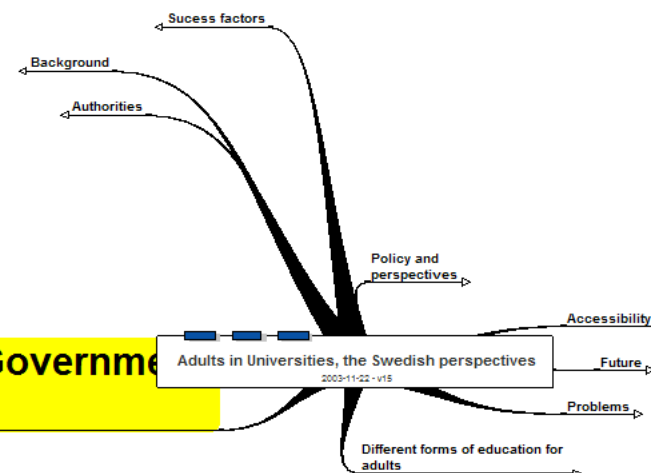 Sucess factors
Background
Authorities
Policy and
perspectives
Accessibility
Governme
Adults in Universities, the Swedish perspectives
2003-11-22 - v15
Future
Problems
Different forms of education for
adults